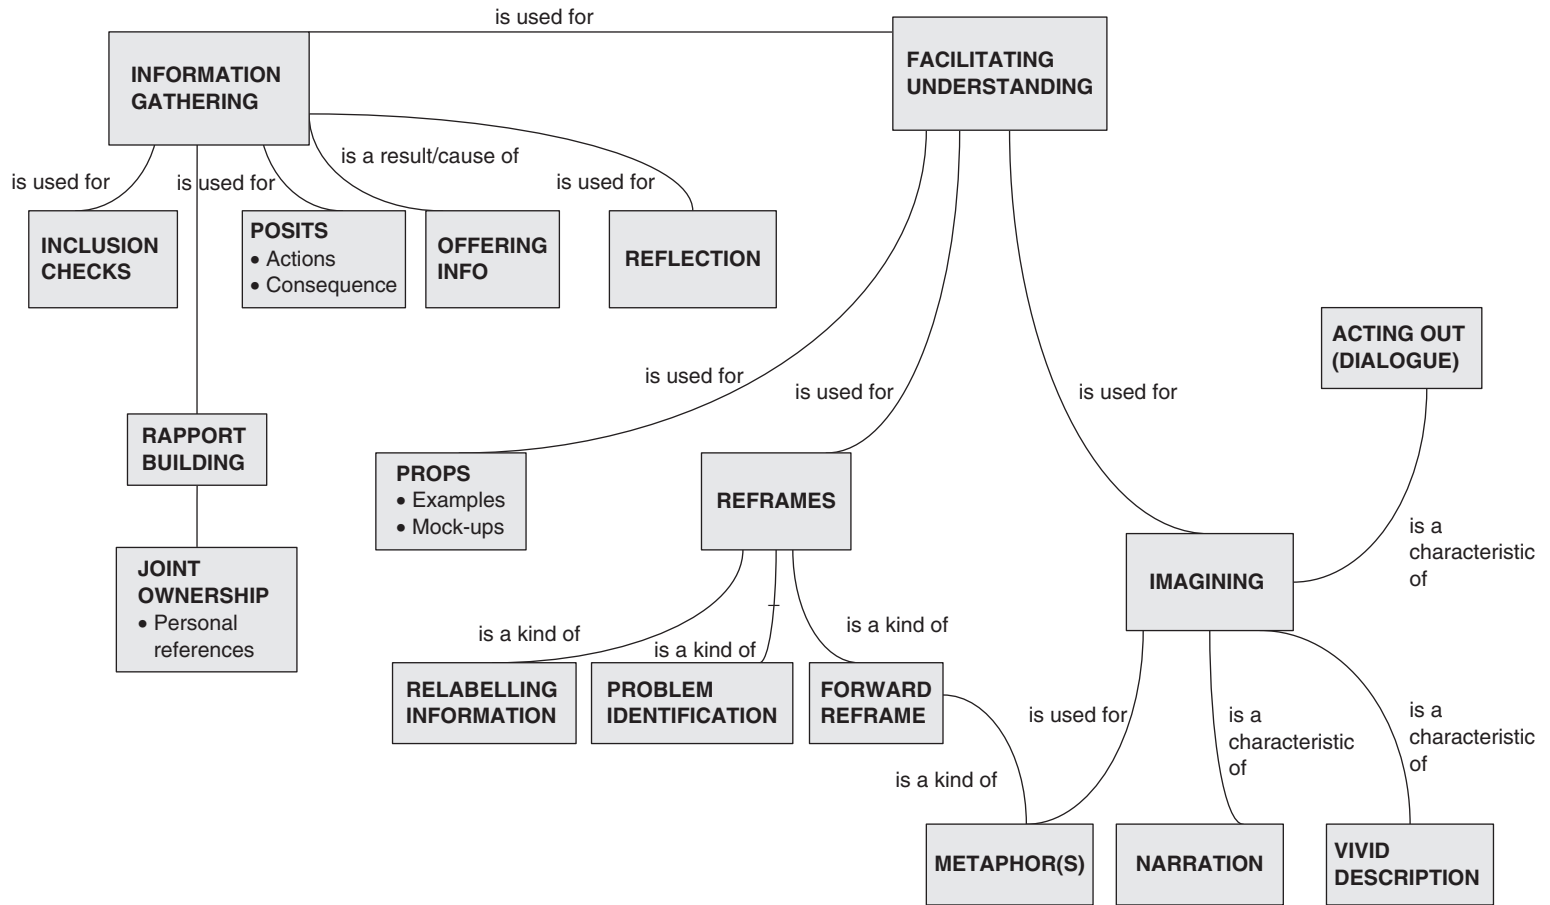 is used for
INFORMATION
GATHERING
FACILITATING
UNDERSTANDING
is used for
is used for
is a result/cause of
is used for
INCLUSION
CHECKS
POSITS
• Actions
• Consequence
OFFERING
INFO
REFLECTION
is used for
is used for
is used for
ACTING OUT
(DIALOGUE)
RAPPORT
BUILDING
PROPS
• Examples
• Mock-ups
REFRAMES
is a
characteristic
of
JOINT
OWNERSHIP
• Personal
references
IMAGINING
is a kind of
is a kind of
is a kind of
RELABELLING
INFORMATION
PROBLEM
IDENTIFICATION
FORWARD
REFRAME
is used for
is a
characteristic
of
is a
characteristic
of
is a kind of
METAPHOR(S)
NARRATION
VIVID
DESCRIPTION